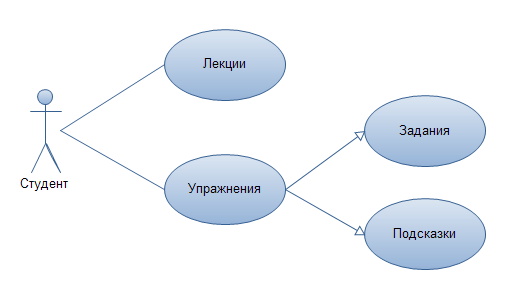 Лекции
Задания
Студент
Упражнения
Подсказки